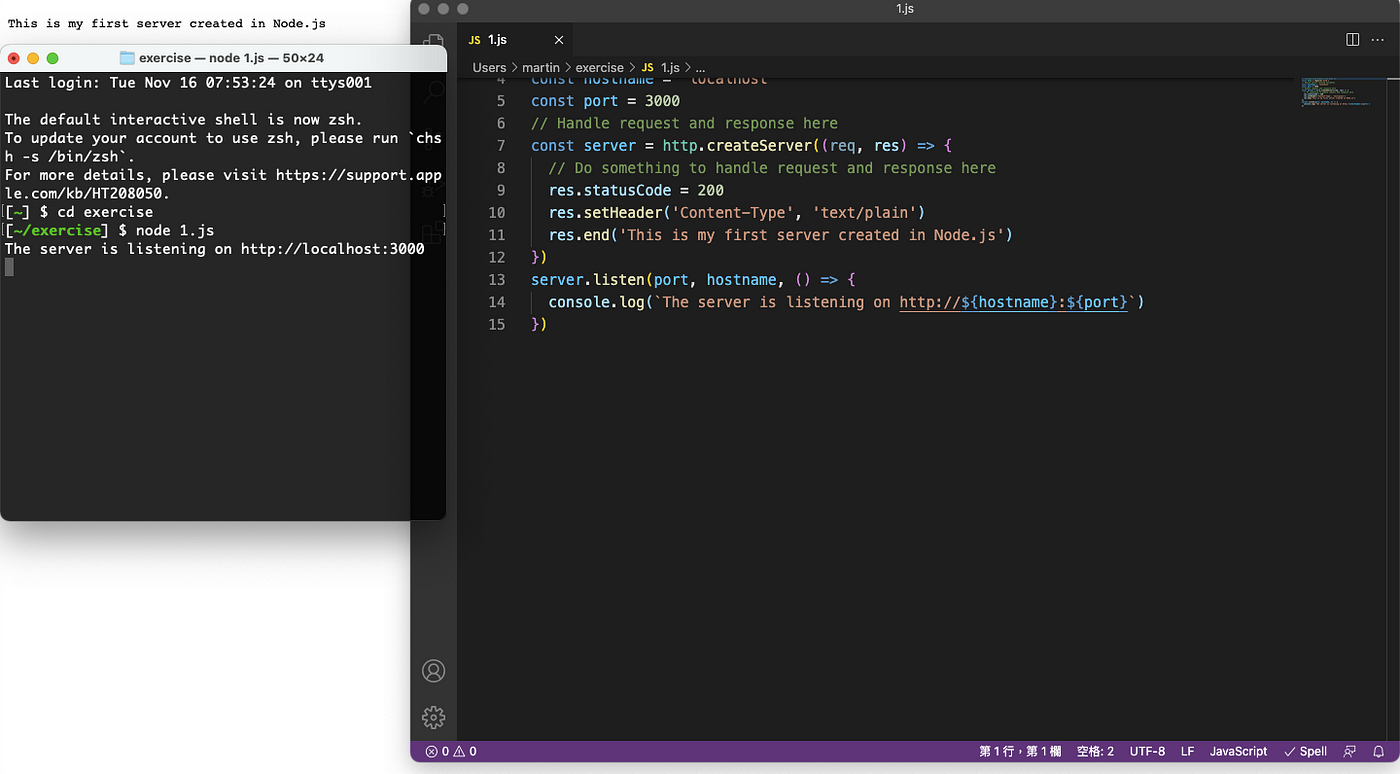 This is my first server created in Node.js
exercise — node 1.js — 50×24
Last login: Tue Nov 16 07:53:24 on ttys001
The default interactive shell is now zsh.
To update your account to use zsh, please run `chs
h -s /bin/zsh`.
For more details, please visit https://support.app
le.com/kb/HT208050.
[~] $ cd exercise
[~/exercise] $ node 1.js
The server is listening on http://localhost:3000
1.js
JS 1.js
Users > martin > exercise > JS 1.js > ...
4 const hostname = 'localhost'
5 const port = 3000
6 // Handle request and response here
7 const server = http.createServer((req, res) => {
8 // Do something to handle request and response here
9 res.statusCode = 200
10 res.setHeader('Content-Type', 'text/plain')
11 res.end('This is my first server created in Node.js')
12 })
13 server.listen(port, hostname, () => {
14 console.log(`The server is listening on http://${hostname}:${port}`)
15 })
0 0 第 1 行，第 1 欄 空格: 2 UTF-8 LF JavaScript Spell